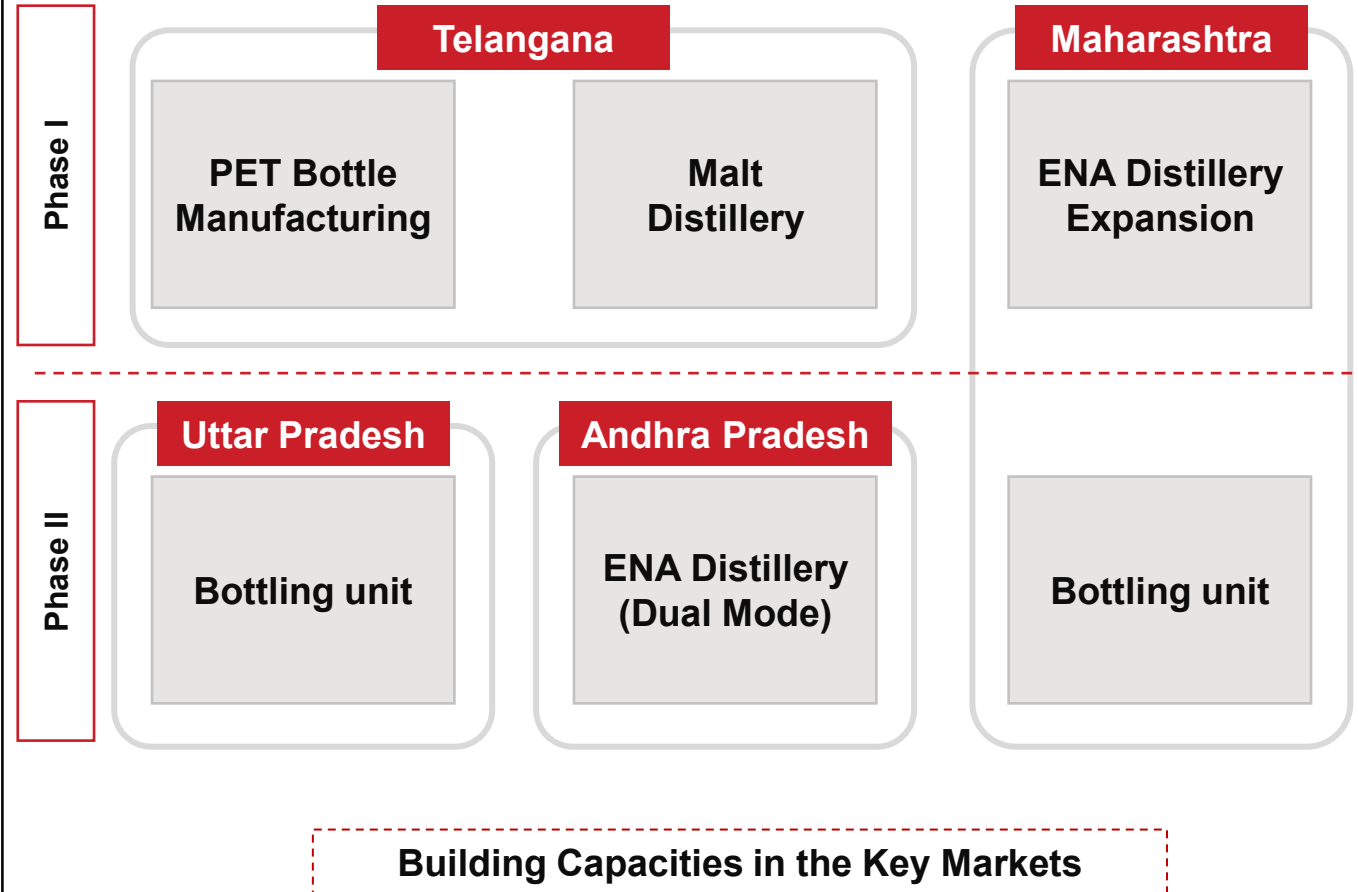 Telangana
Maharashtra
Phase I
PET Bottle
Manufacturing
Malt
Distillery
ENA Distillery
Expansion
Phase II
Uttar Pradesh
Andhra Pradesh
Bottling unit
ENA Distillery
(Dual Mode)
Bottling unit
Building Capacities in the Key Markets